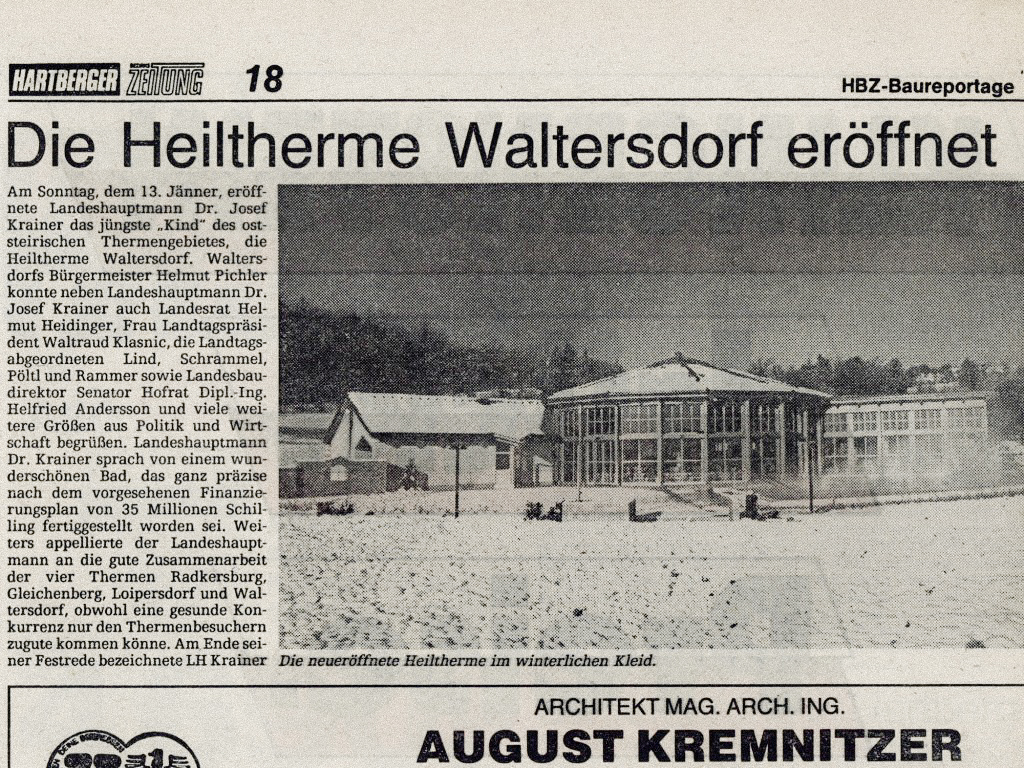 HARTBERGER BEZIRKS ZEITUNG 18 HBZ-Baureportage
Die Heiltherme Waltersdorf eröffnet
Am Sonntag, dem 13. Jänner, eröff-
nete Landeshauptmann Dr. Josef
Krainer das jüngste „Kind" des ost-
steirischen Thermengebietes, die
Heiltherme Waltersdorf. Walters-
dorfs Bürgermeister Helmut Pichler
konnte neben Landeshauptmann Dr.
Josef Krainer auch Landesrat Hel-
mut Heidinger, Frau Landtagspräsi-
dent Waltraud Klasnic, die Landtags-
abgeordneten Lind, Schrammel,
Pöltl und Rammer sowie Landesbau-
direktor Senator Hofrat Dipl.-Ing.
Helfried Andersson und viele wei-
tere Größen aus Politik und Wirt-
schaft begrüßen. Landeshauptmann
Dr. Krainer sprach von einem wun-
derschönen Bad, das ganz präzise
nach dem vorgesehenen Finanzie-
rungsplan von 35 Millionen Schil-
ling fertiggestellt worden sei. Wei-
ters appellierte der Landeshaupt-
mann an die gute Zusammenarbeit
der vier Thermen Radkersburg,
Gleichenberg, Loipersdorf und Wal-
tersdorf, obwohl eine gesunde Kon-
kurrenz nur den Thermenbesuchern
zugute kommen könne. Am Ende sei-
ner Festrede bezeichnete LH Krainer
Die neueröffnete Heiltherme im winterlichen Kleid.
ARCHITEKT MAG. ARCH. ING.
AUGUST KREMNITZER